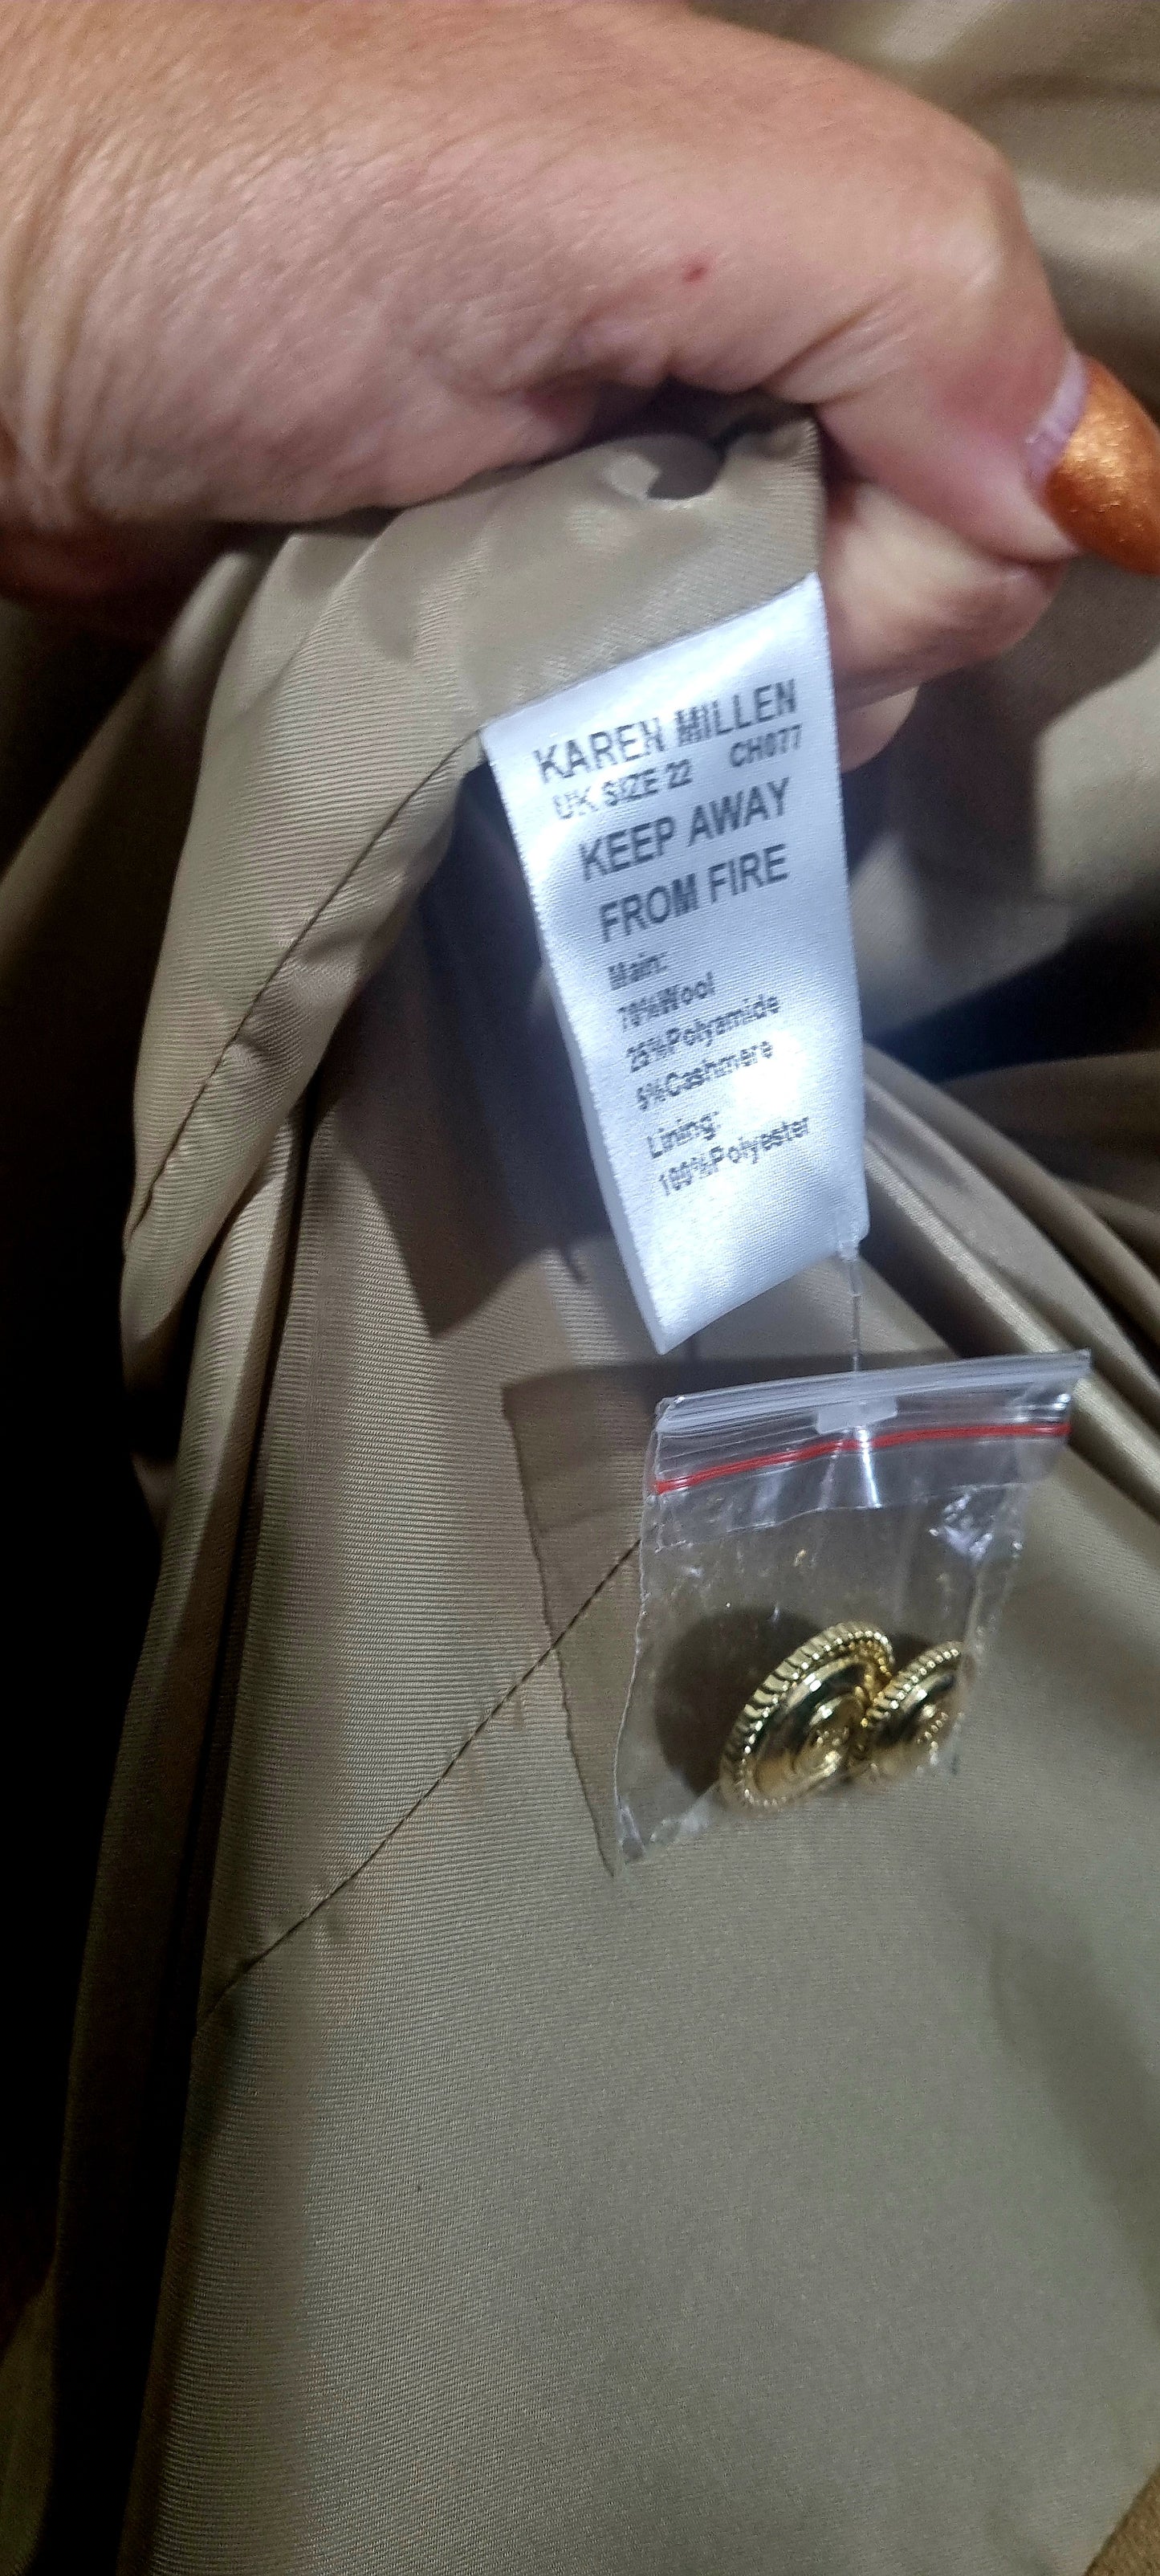 KAREN MILLEN
UK SIZE 22 CH077
KEEP AWAY
FROM FIRE
Main:
70%Wool
25%Polyamide
5%Cashmere
Lining:
100%Polyester